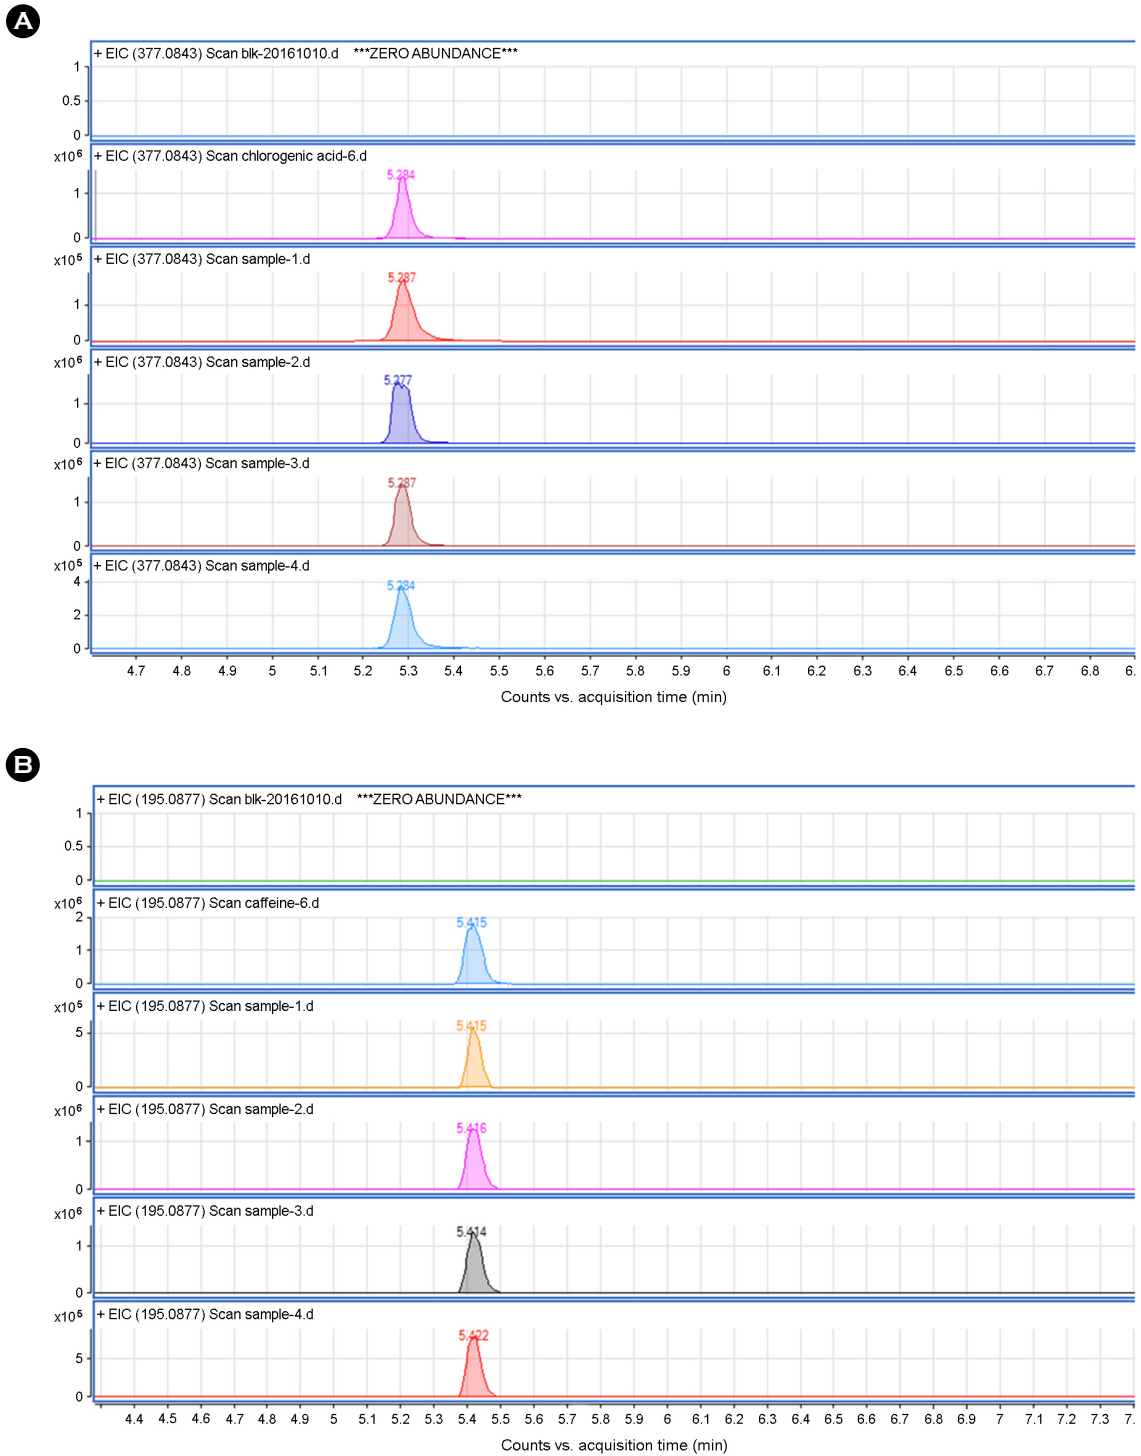 A
+ EIC (377.0843) Scan blk-20161010.d ***ZERO ABUNDANCE***
1
0.5
0
x10⁶ + EIC (377.0843) Scan chlorogenic acid-6.d
5.284
1
0
x10⁵ + EIC (377.0843) Scan sample-1.d
5.287
1
0
x10⁶ + EIC (377.0843) Scan sample-2.d
5.277
1
0
x10⁶ + EIC (377.0843) Scan sample-3.d
5.287
1
0
x10⁵ + EIC (377.0843) Scan sample-4.d
5.284
4
2
0
4.7 4.8 4.9 5 5.1 5.2 5.3 5.4 5.5 5.6 5.7 5.8 5.9 6 6.1 6.2 6.3 6.4 6.5 6.6 6.7 6.8 6.
Counts vs. acquisition time (min)
B
+ EIC (195.0877) Scan blk-20161010.d ***ZERO ABUNDANCE***
1
0.5
0
x10⁶ + EIC (195.0877) Scan caffeine-6.d
5.415
2
1
0
x10⁵ + EIC (195.0877) Scan sample-1.d
5.415
5
0
x10⁶ + EIC (195.0877) Scan sample-2.d
5.416
1
0
x10⁶ + EIC (195.0877) Scan sample-3.d
5.414
1
0
x10⁵ + EIC (195.0877) Scan sample-4.d
5.422
5
0
4.4 4.5 4.6 4.7 4.8 4.9 5 5.1 5.2 5.3 5.4 5.5 5.6 5.7 5.8 5.9 6 6.1 6.2 6.3 6.4 6.5 6.6 6.7 6.8 6.9 7 7.1 7.2 7.3 7.
Counts vs. acquisition time (min)